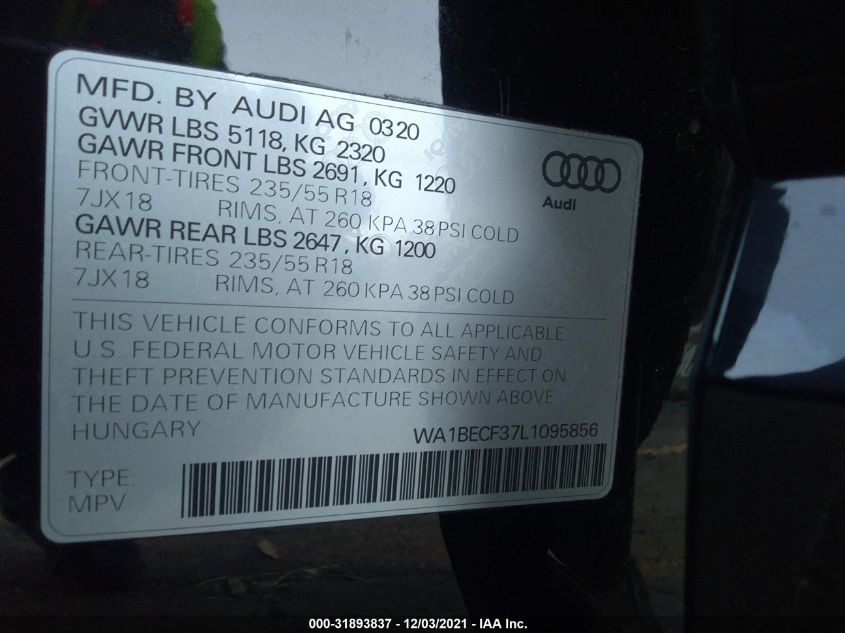 MFD. BY AUDI AG 0320
GVWR LBS 5118, KG 2320
GAWR FRONT LBS 2691, KG 1220
FRONT-TIRES 235/55 R18
7JX18 RIMS, AT 260 KPA 38 PSI COLD
GAWR REAR LBS 2647, KG 1200
REAR-TIRES 235/55 R18
7JX18 RIMS, AT 260 KPA 38 PSI COLD
Audi
THIS VEHICLE CONFORMS TO ALL APPLICABLE
U.S. FEDERAL MOTOR VEHICLE SAFETY AND
THEFT PREVENTION STANDARDS IN EFFECT ON
THE DATE OF MANUFACTURE SHOWN ABOVE
HUNGARY WA1BECF37L1095856
TYPE:
MPV
000-31893837 - 12/03/2021 - IAA Inc.